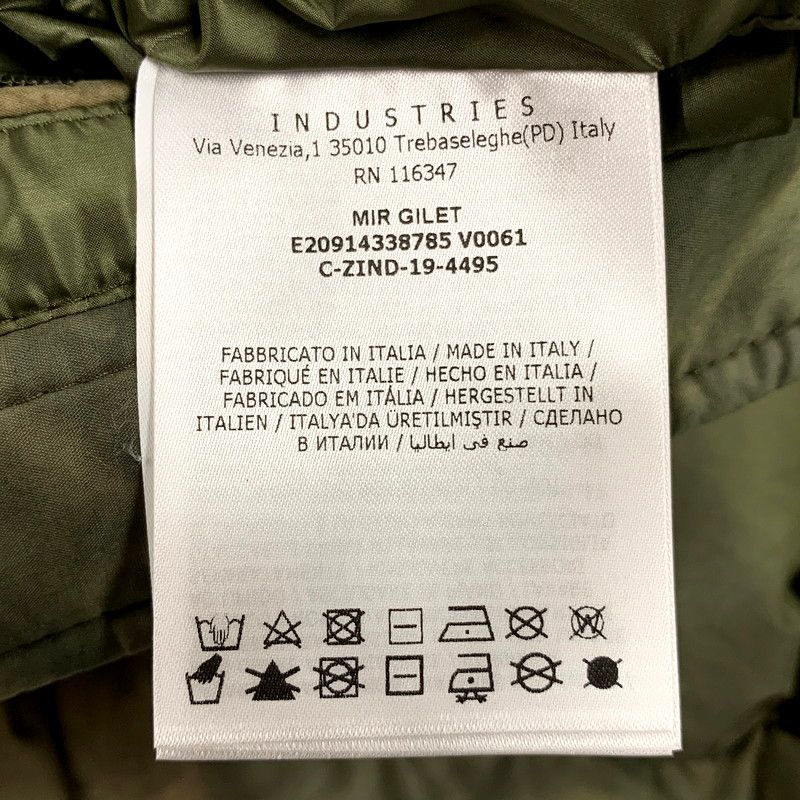 INDUSTRIES
Via Venezia,1 35010 Trebaseleghe(PD) Italy
RN 116347
MIR GILET
E20914338785 V0061
C-ZIND-19-4495
FABBRICATO IN ITALIA / MADE IN ITALY /
FABRIQUÉ EN ITALIE / HECHO EN ITALIA /
FABRICADO EM ITÁLIA / HERGESTELLT IN
ITALIEN / ITALYA'DA ÜRETILMIŞTIR / СДЕЛАНО
В ИТАЛИИ / صنع في ايطاليا
W